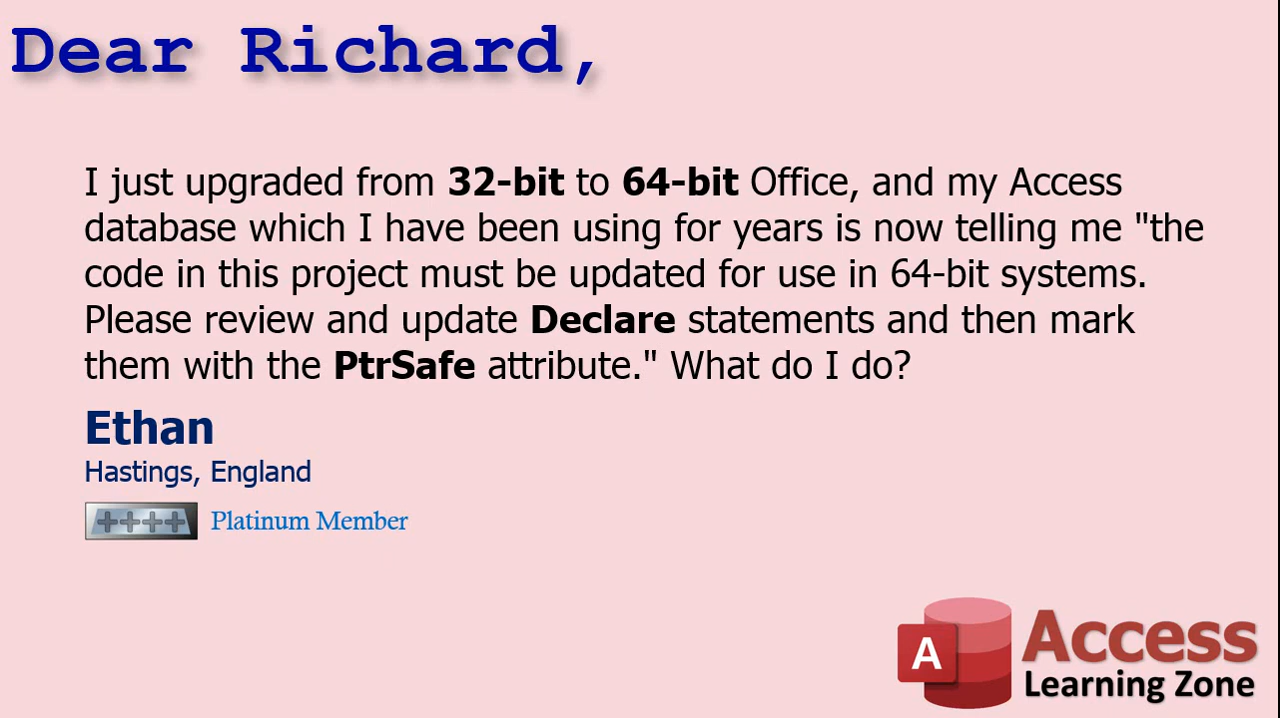 Dear Richard,
I just upgraded from 32-bit to 64-bit Office, and my Access
database which I have been using for years is now telling me "the
code in this project must be updated for use in 64-bit systems.
Please review and update Declare statements and then mark
them with the PtrSafe attribute." What do I do?
Ethan
Hastings, England
Platinum Member
A
Access
Learning Zone